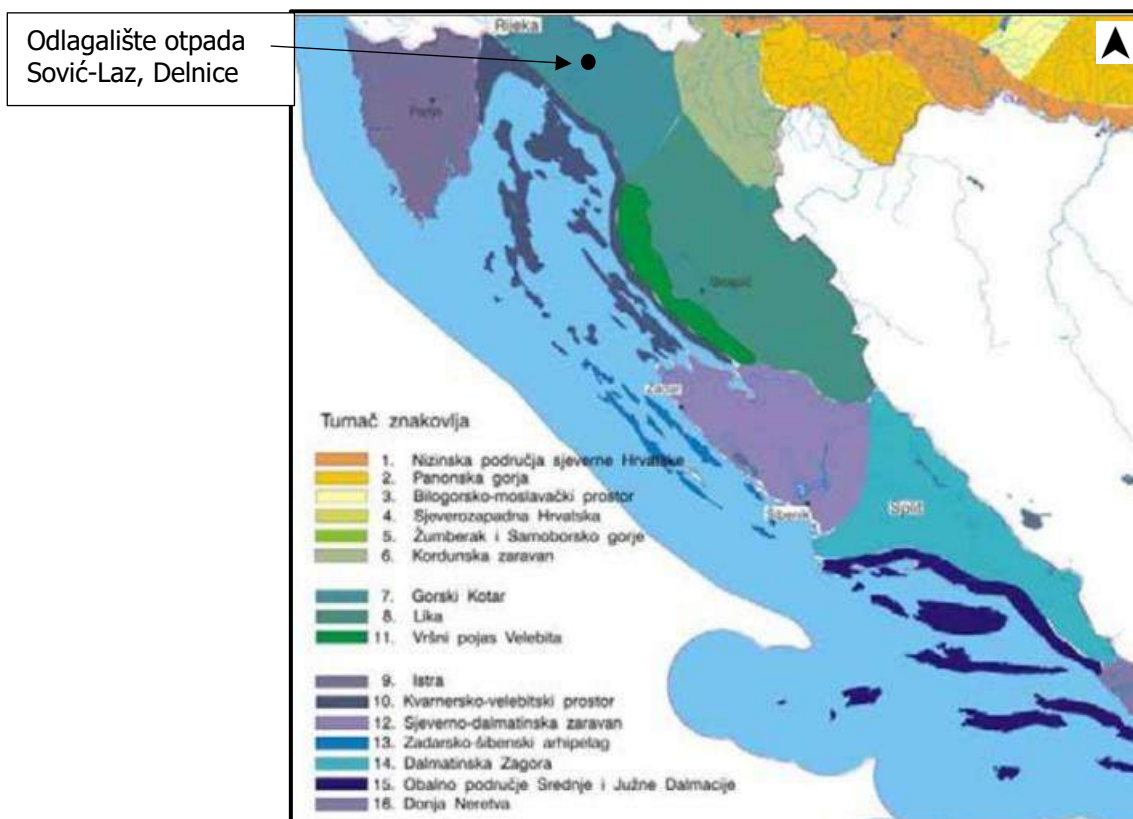 Odlagalište otpada
Sović-Laz, Delnice
Rijeka
Gospić
Zadar
Šibenik
Split
Tumač znakovlja
1. Nizinska područja sjeverne Hrvatske
2. Panonska gorja
3. Bilogorsko-moslavački prostor
4. Sjeverozapadna Hrvatska
5. Žumberak i Samoborsko gorje
6. Kordunska zaravan
7. Gorski Kotar
8. Lika
11. Vršni pojas Velebita
9. Istra
10. Kvarnersko-velebitski prostor
12. Sjeverno-dalmatinska zaravan
13. Zadarsko-šibenski arhipelag
14. Dalmatinska Zagora
15. Obalno područje Srednje i Južne Dalmacije
16. Donja Neretva